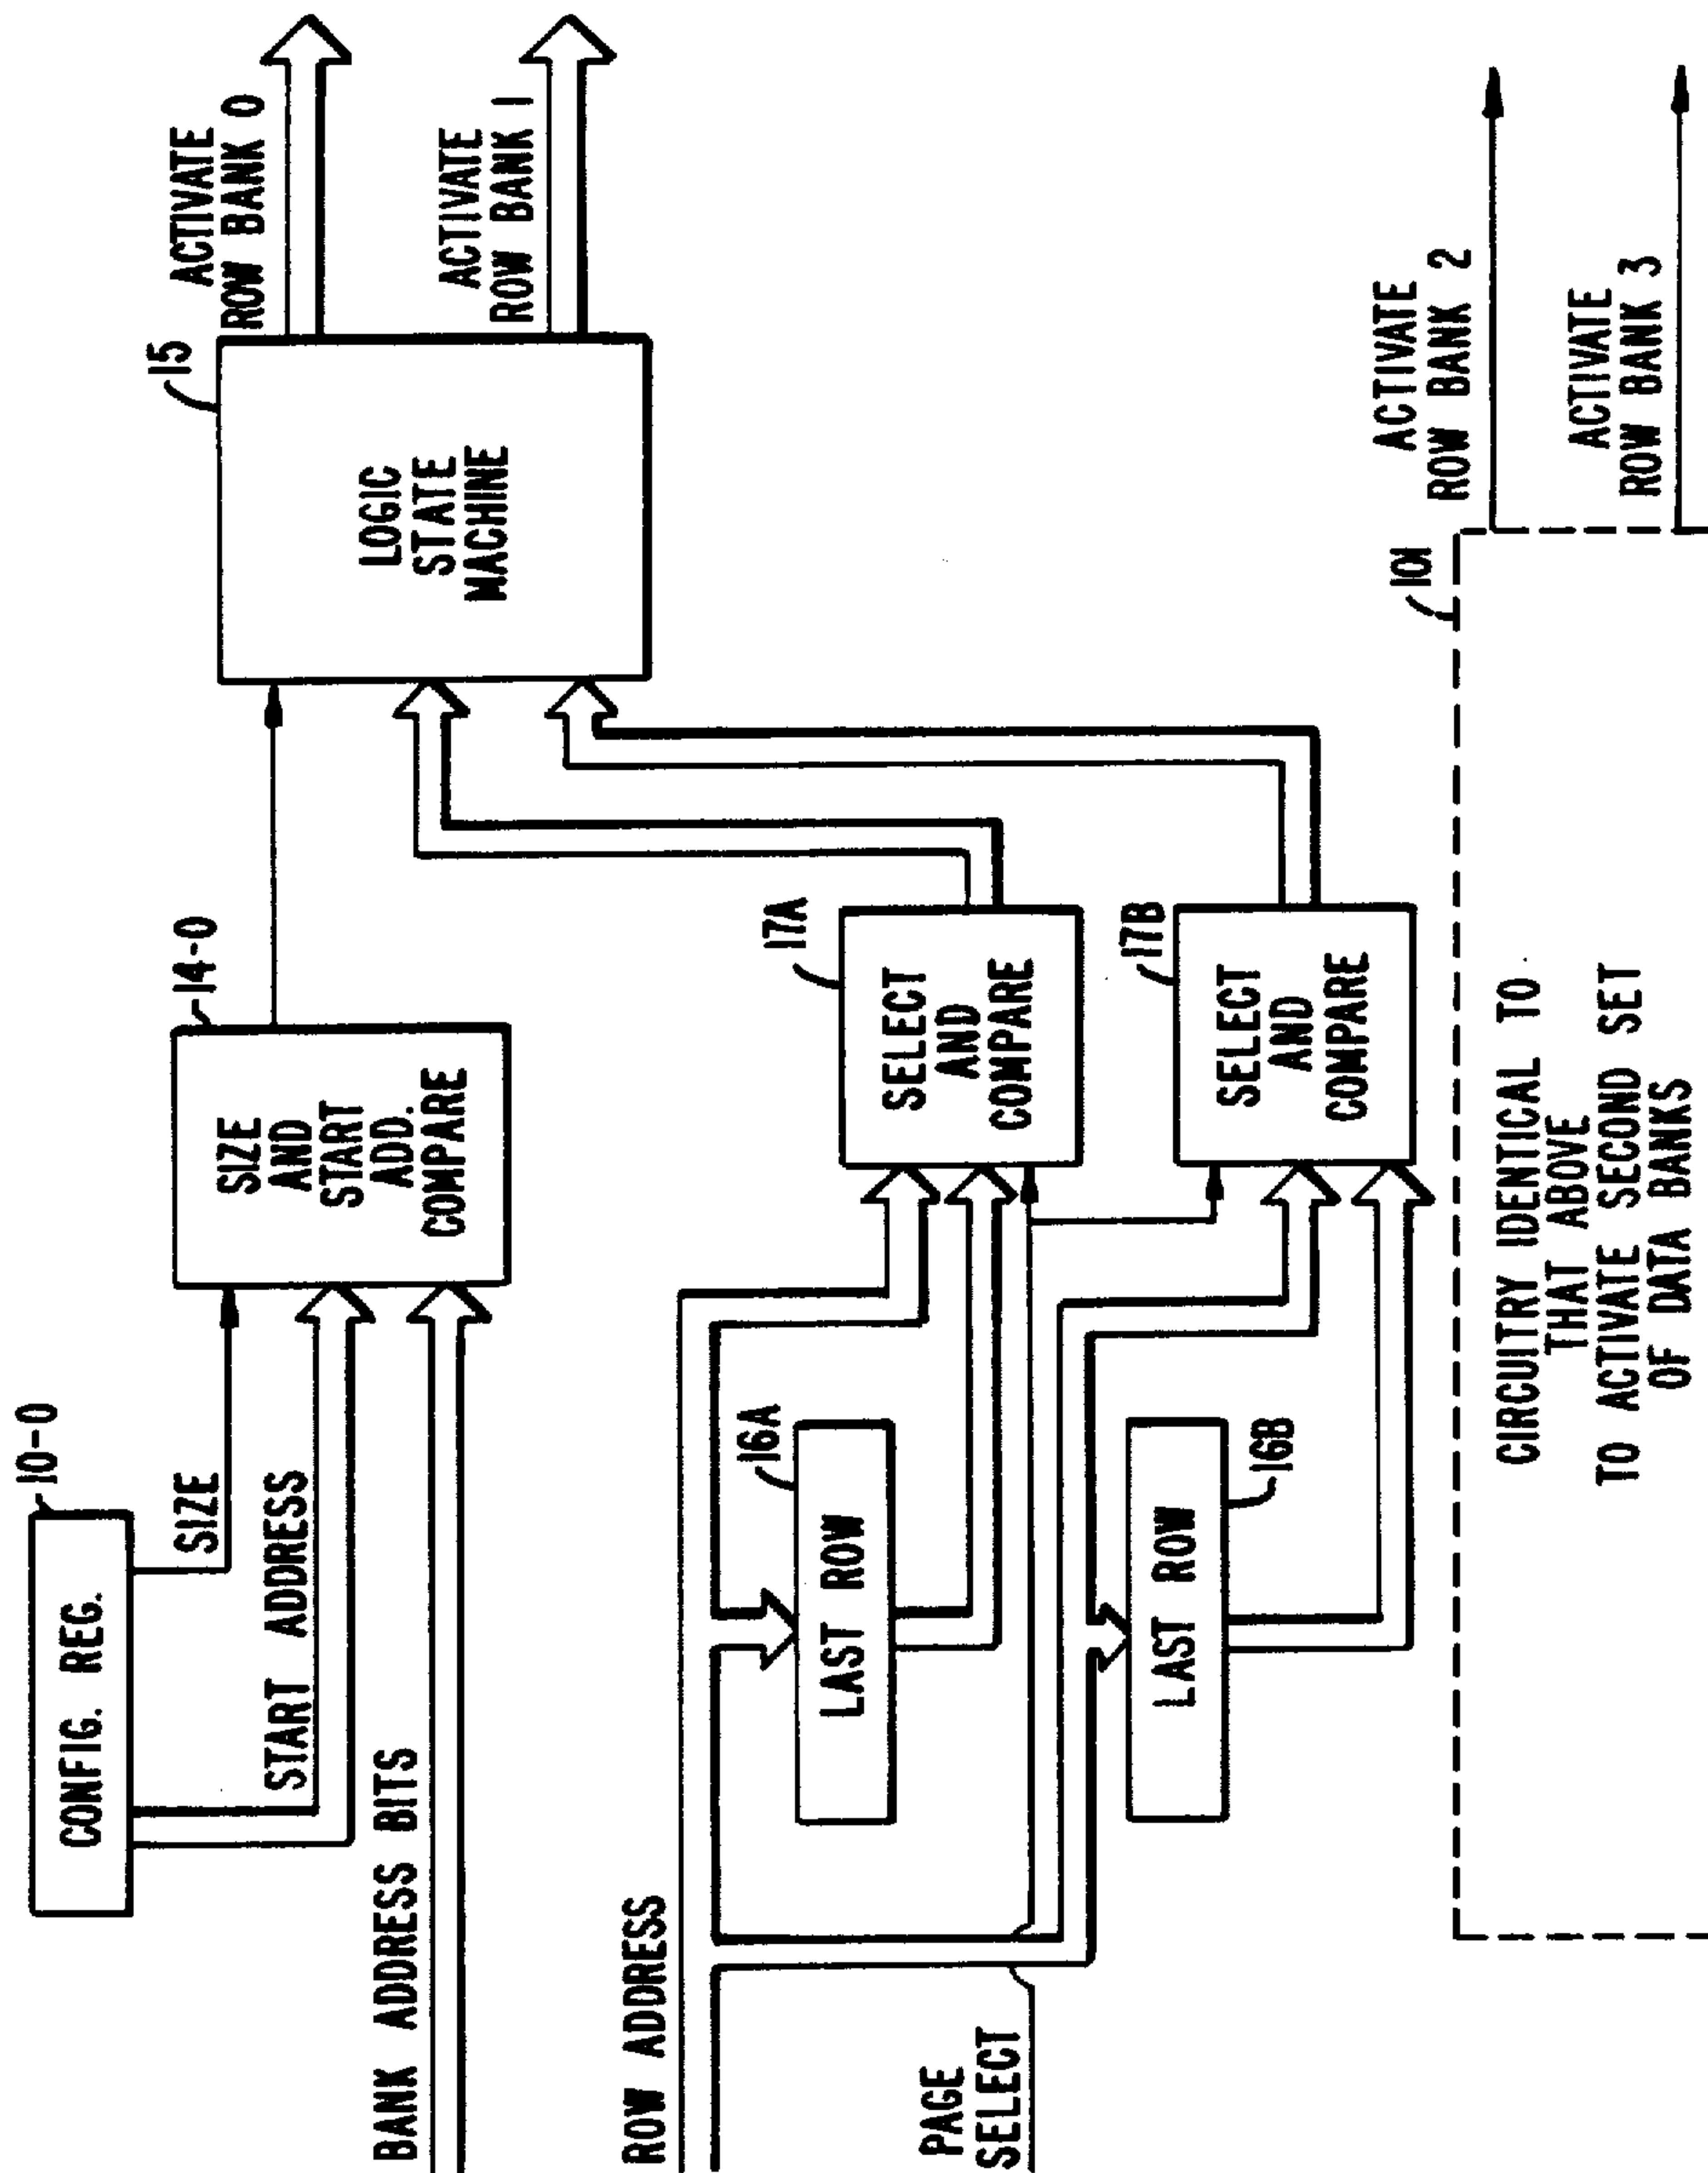 10-0
CONFIG. REG.
SIZE
START ADDRESS
BANK ADDRESS BITS
14-0
SIZE
AND
START
ADD.
COMPARE
15
LOGIC
STATE
MACHINE
ACTIVATE
ROW BANK 0
ACTIVATE
ROW BANK 1
ROW ADDRESS
PAGE
SELECT
16A
LAST ROW
16B
LAST ROW
17A
SELECT
AND
COMPARE
17B
SELECT
AND
COMPARE
101
CIRCUITRY IDENTICAL TO
THAT ABOVE
TO ACTIVATE SECOND SET
OF DATA BANKS
ACTIVATE
ROW BANK 2
ACTIVATE
ROW BANK 3